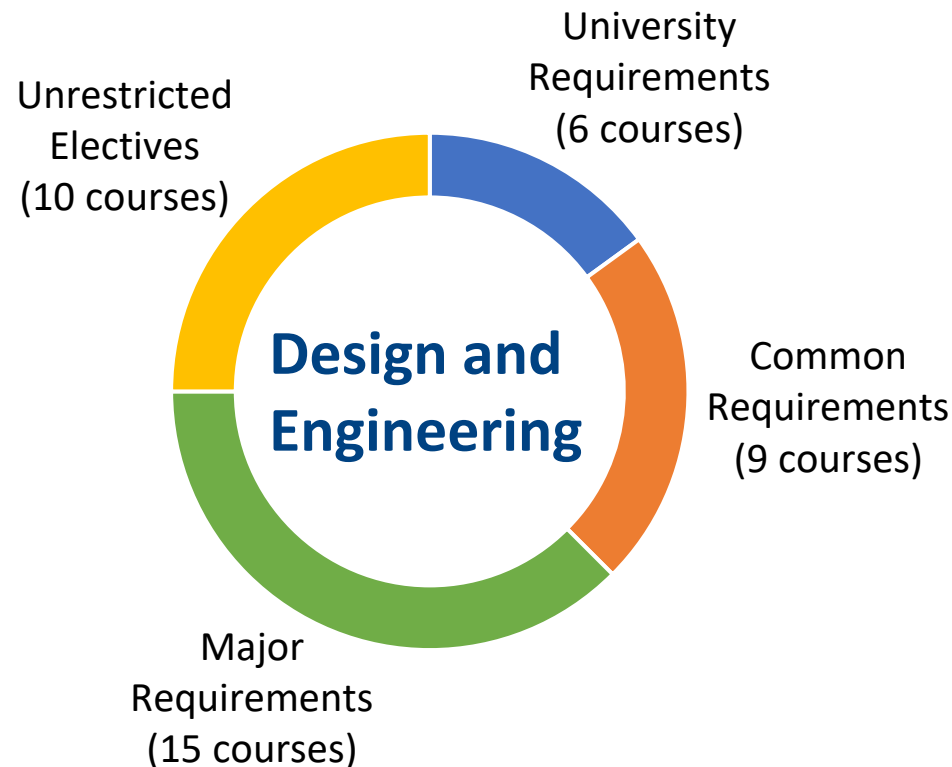 University
Requirements
(6 courses)
Unrestricted
Electives
(10 courses)
Design and
Engineering
Common
Requirements
(9 courses)
Major
Requirements
(15 courses)